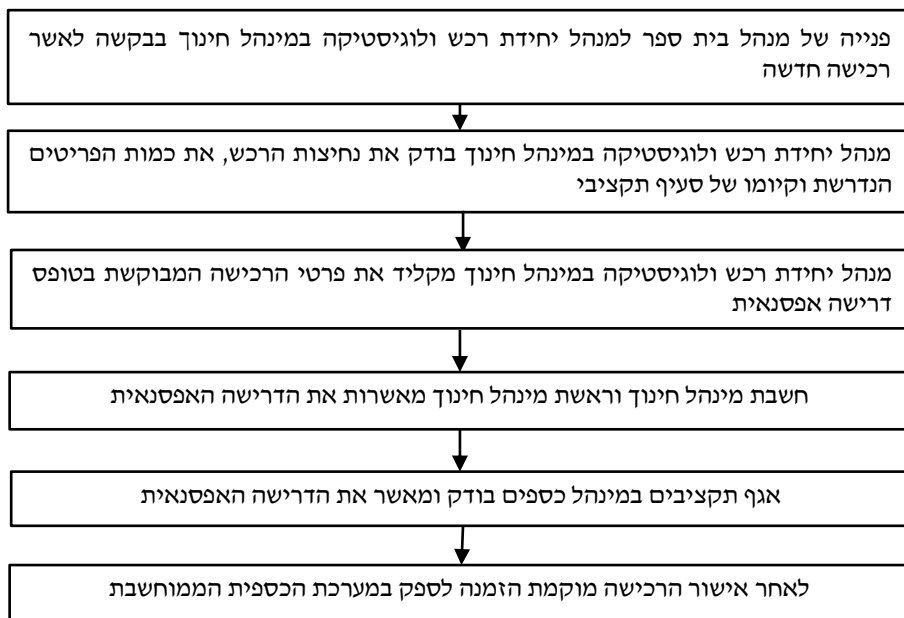 פנייה של מנהל בית ספר למנהל יחידת רכש ולוגיסטיקה במינהל חינוך בבקשה לאשר
רכישה חדשה
מנהל יחידת רכש ולוגיסטיקה במינהל חינוך בודק את נחיצות הרכש, את כמות הפריטים
הנדרשת וקיומו של סעיף תקציבי
מנהל יחידת רכש ולוגיסטיקה במינהל חינוך מקליד את פרטי הרכישה המבוקשת בטופס
דרישה אפסנאית
חשבת מינהל חינוך וראשת מינהל חינוך מאשרות את הדרישה האפסנאית
אגף תקציבים במינהל כספים בודק ומאשר את הדרישה האפסנאית
לאחר אישור הרכישה מוקמת הזמנה לספק במערכת הכספית הממוחשבת